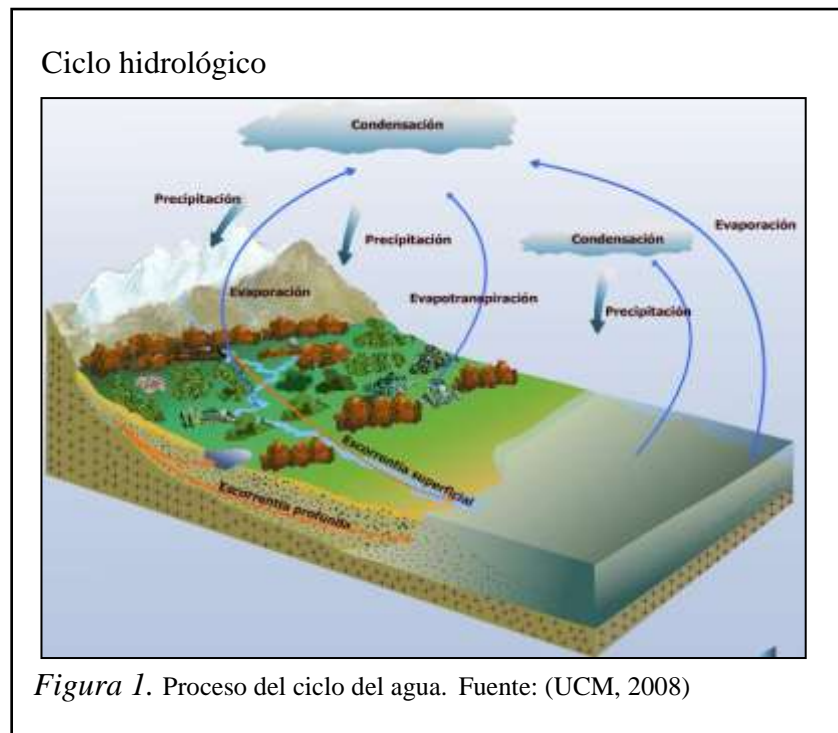 Ciclo hidrológico
Condensación
Precipitación
Evaporación
Precipitación
Condensación
Evaporación
Evapotranspiración
Precipitación
Escorrentía superficial
Escorrentía profunda
Figura 1. Proceso del ciclo del agua. Fuente: (UCM, 2008)